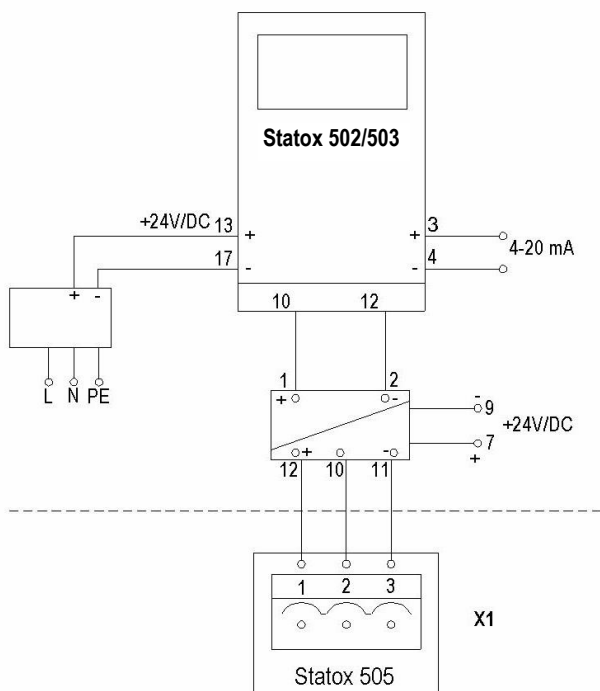 Statox 502/503
+24V/DC 13 + + 3
4-20 mA
17 - - 4
+ -
10 12
L N PE
1 2
+ - - 9
+24V/DC
7
12 + 10 - 11 +
1 2 3
X1
Statox 505